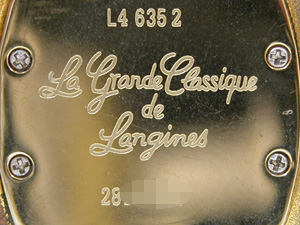 L4 635 2
La Grande Classique
de
Longines
28